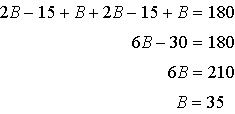 2B – 15 + B + 2B – 15 + B = 180
6B – 30 = 180
6B = 210
B = 35